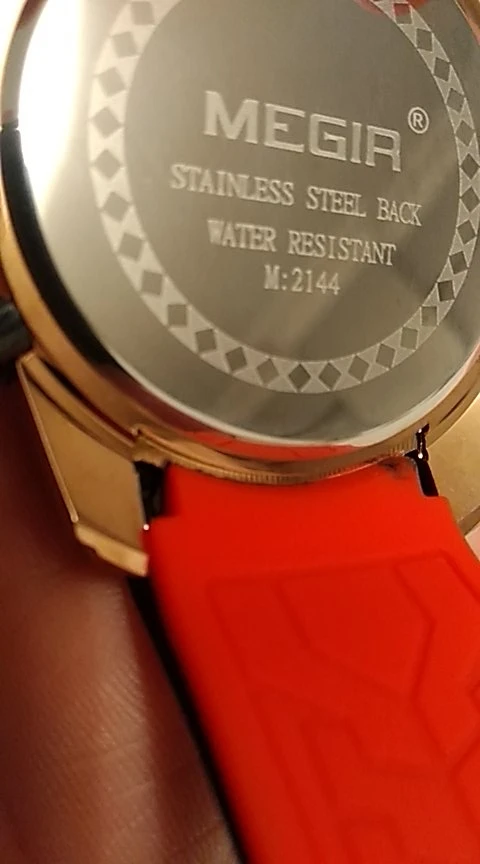 MEGIR®
STAINLESS STEEL BACK
WATER RESISTANT
M:2144